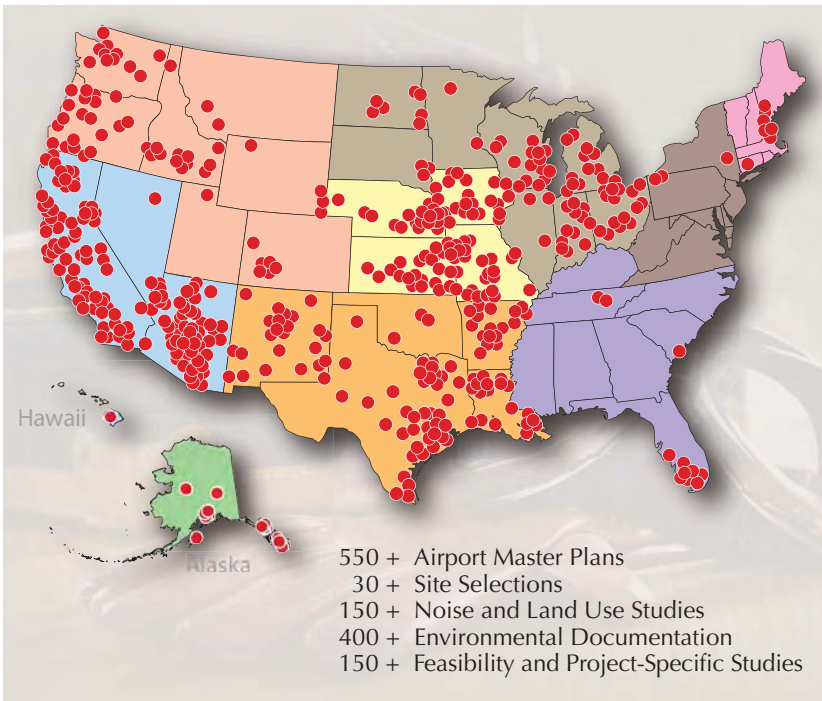 Hawaii
Alaska
550 + Airport Master Plans
30 + Site Selections
150 + Noise and Land Use Studies
400 + Environmental Documentation
150 + Feasibility and Project-Specific Studies